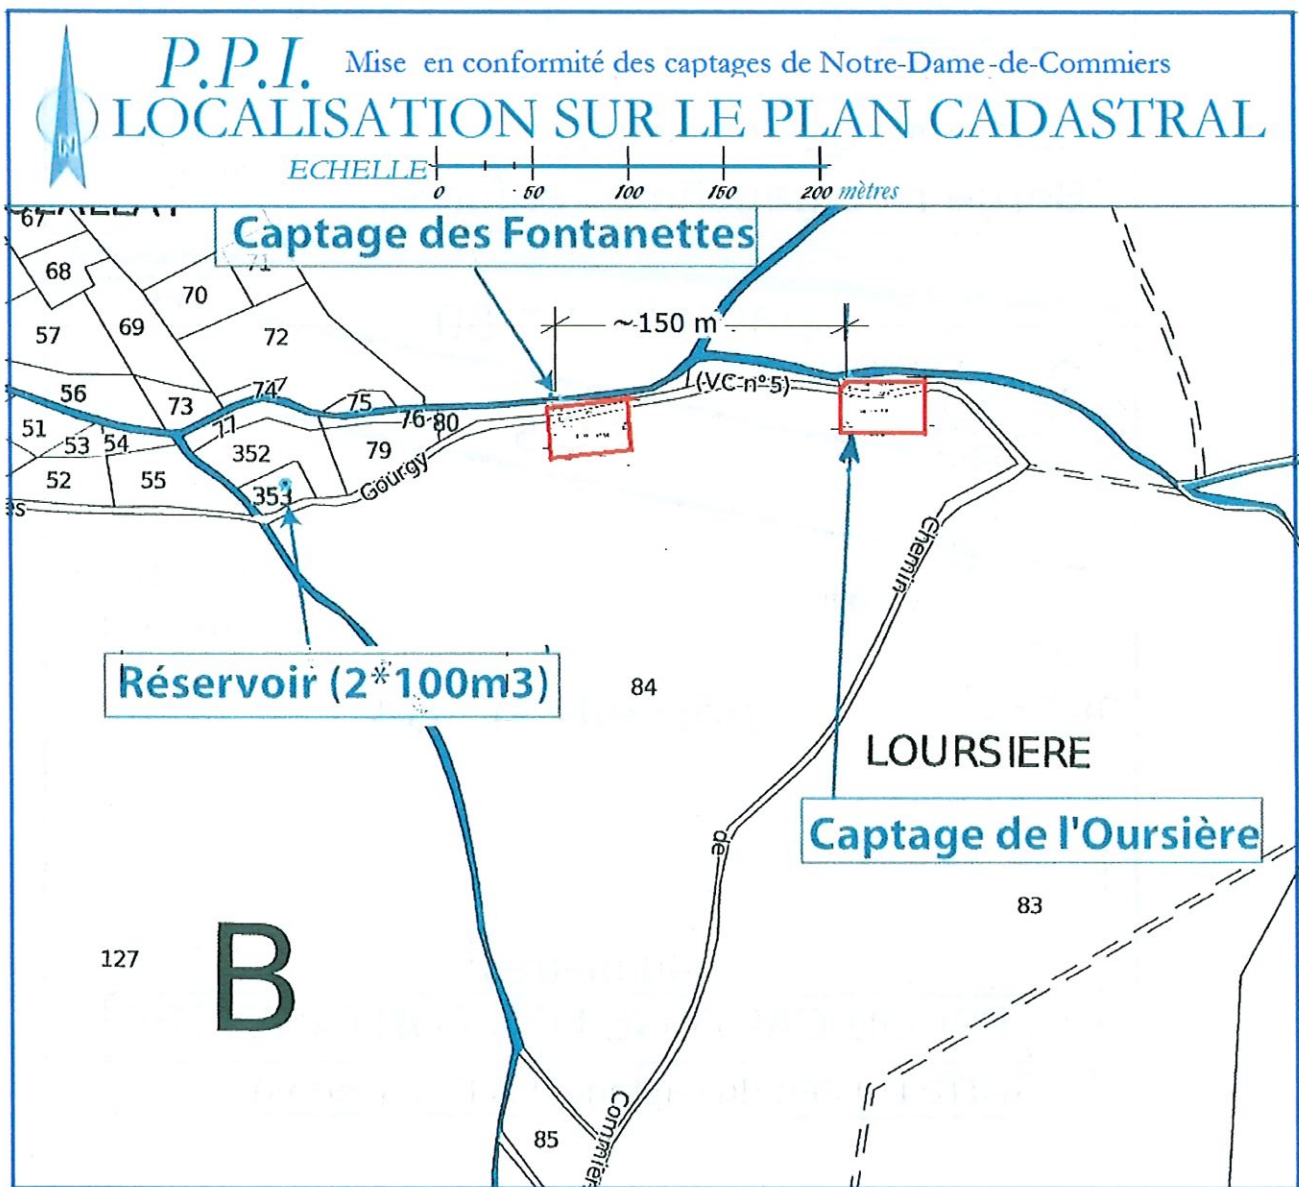 P.P.I. Mise en conformité des captages de Notre-Dame-de-Commiers
LOCALISATION SUR LE PLAN CADASTRAL
N
ECHELLE
0 50 100 150 200 mètres
67
Captage des Fontanettes
71
68
70
69
57
72
~150 m
56
74
75
73
(VC n°5)
76
80
77
51
53
54
352
79
52
55
353
Gourgy
es
Chemin
Réservoir (2*100m3)
84
LOURSIERE
Captage de l'Oursière
de
83
127
B
85
Commiers